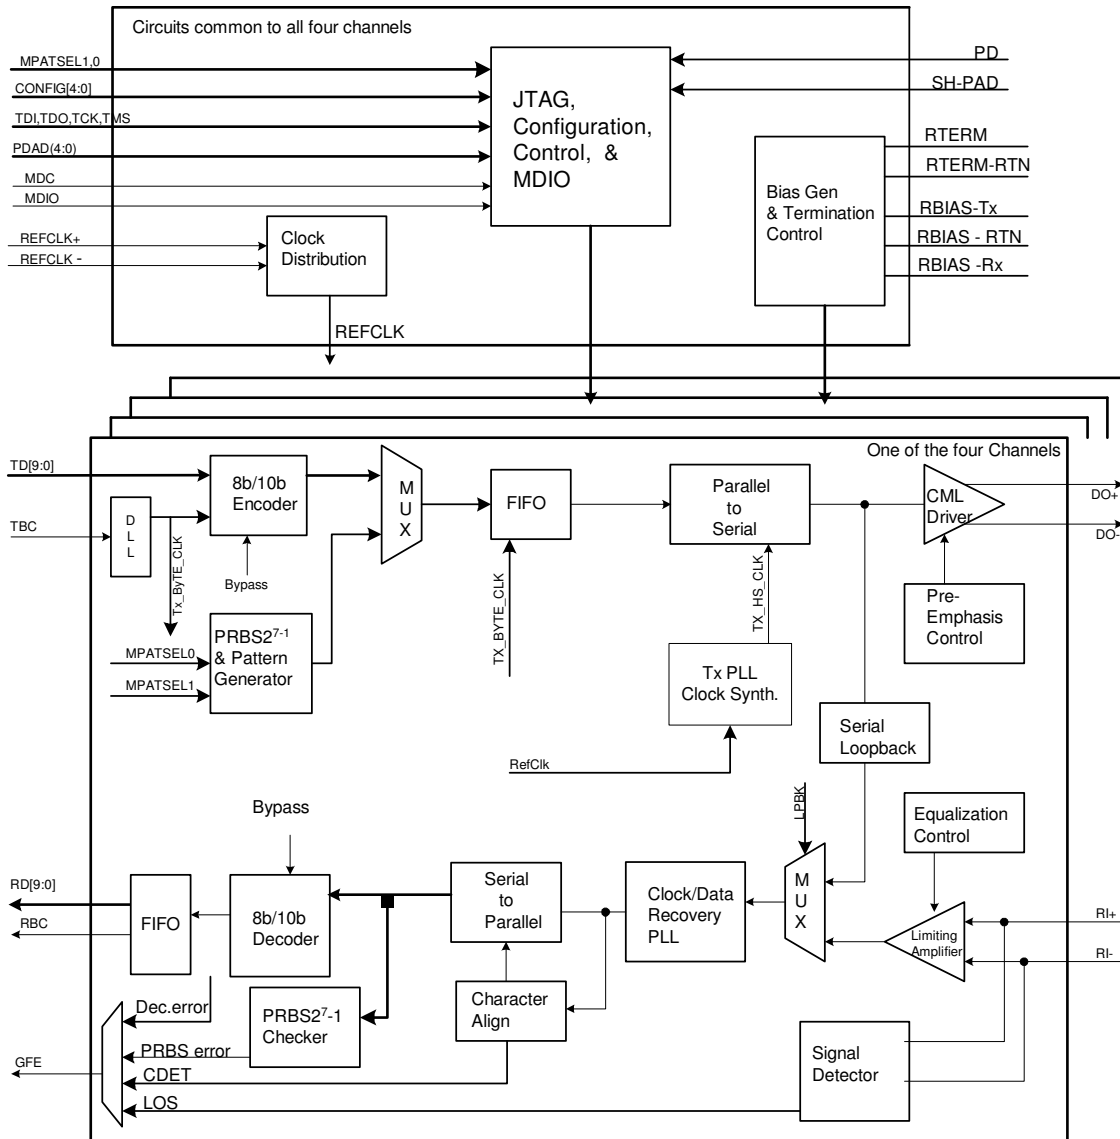 Circuits common to all four channels
MPATSEL1,0
CONFIG[4:0]
TDI,TDO,TCK,TMS
PDAD(4:0)
MDC
MDIO
REFCLK+
REFCLK -
JTAG,
Configuration,
Control, &
MDIO
PD
SH-PAD
Clock
Distribution
REFCLK
Bias Gen
& Termination
Control
RTERM
RTERM-RTN
RBIAS-Tx
RBIAS - RTN
RBIAS -Rx
One of the four Channels
TD[9:0]
TBC
DLL
Tx_ByTE_CLK
8b/10b
Encoder
Bypass
MPATSEL0
MPATSEL1
PRBS2⁷⁻¹
& Pattern
Generator
MUX
FIFO
TX_BYTE_CLK
Parallel
to
Serial
TX_HS_CLK
Tx PLL
Clock Synth.
RefClk
CML
Driver
DO+
DO-
Pre-
Emphasis
Control
Serial
Loopback
LPBK
Equalization
Control
MUX
Limiting
Amplifier
RI+
RI-
Clock/Data
Recovery
PLL
Serial
to
Parallel
Character
Align
Bypass
8b/10b
Decoder
FIFO
RD[9:0]
RBC
PRBS2⁷-1
Checker
Dec.error
PRBS error
CDET
LOS
GFE
Signal
Detector